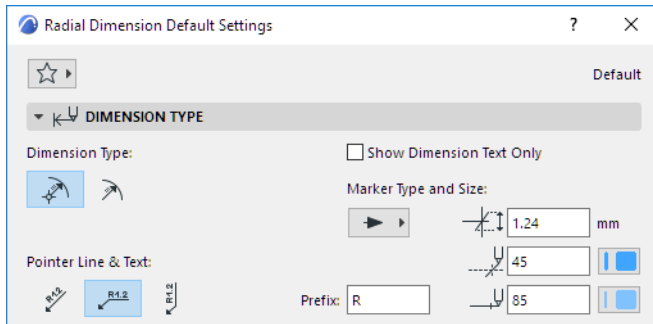 Radial Dimension Default Settings ? ×
Default
DIMENSION TYPE
Dimension Type:
Show Dimension Text Only
Marker Type and Size:
1.24 mm
Pointer Line & Text:
45
R1.2 R1.2 R1.2
Prefix: R 85